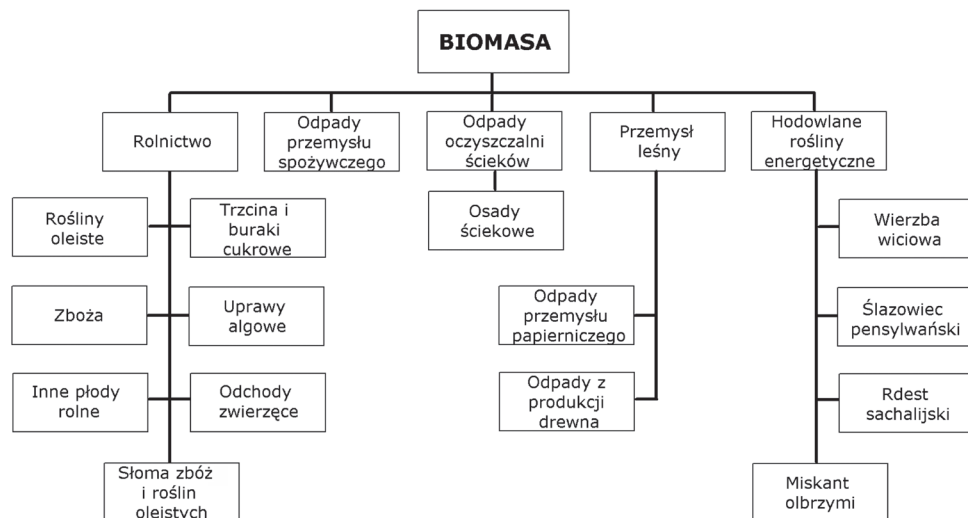 BIOMASA
Rolnictwo
Odpady
przemysłu
spożywczego
Odpady
oczyszczalni
ścieków
Przemysł
leśny
Hodowlane
rośliny
energetyczne
Rośliny
oleiste
Trzcina i
buraki
cukrowe
Osady
ściekowe
Wierzba
wiciowa
Zboża
Uprawy
algowe
Odpady
przemysłu
papierniczego
Ślazowiec
pensylwański
Inne płody
rolne
Odchody
zwierzęce
Odpady z
produkcji
drewna
Rdest
sachalijski
Słoma zbóż
i roślin
oleistych
Miskant
olbrzymi